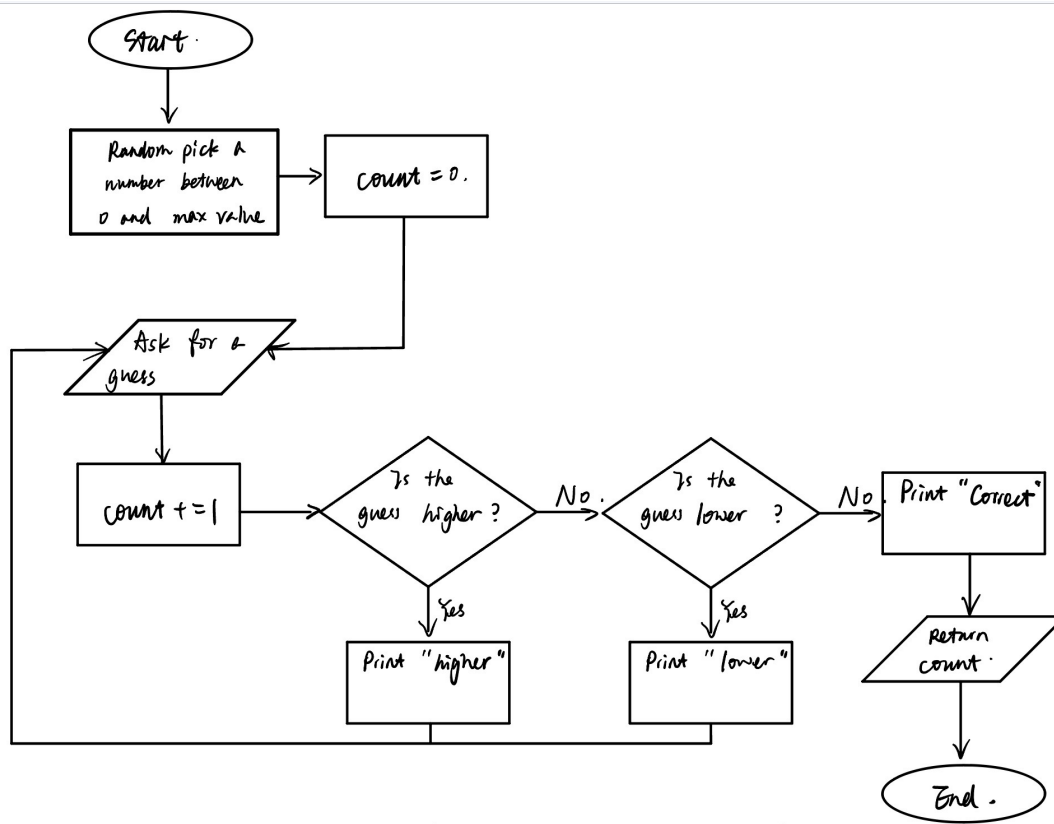 Start.
Random pick a
number between
0 and max value
count = 0.
Ask for a
guess
count + = 1
Is the
guess higher ?
No.
Is the
guess lower ?
No.
Print "Correct"
Yes
Print "higher"
Yes
Print "lower"
Return
count.
End.